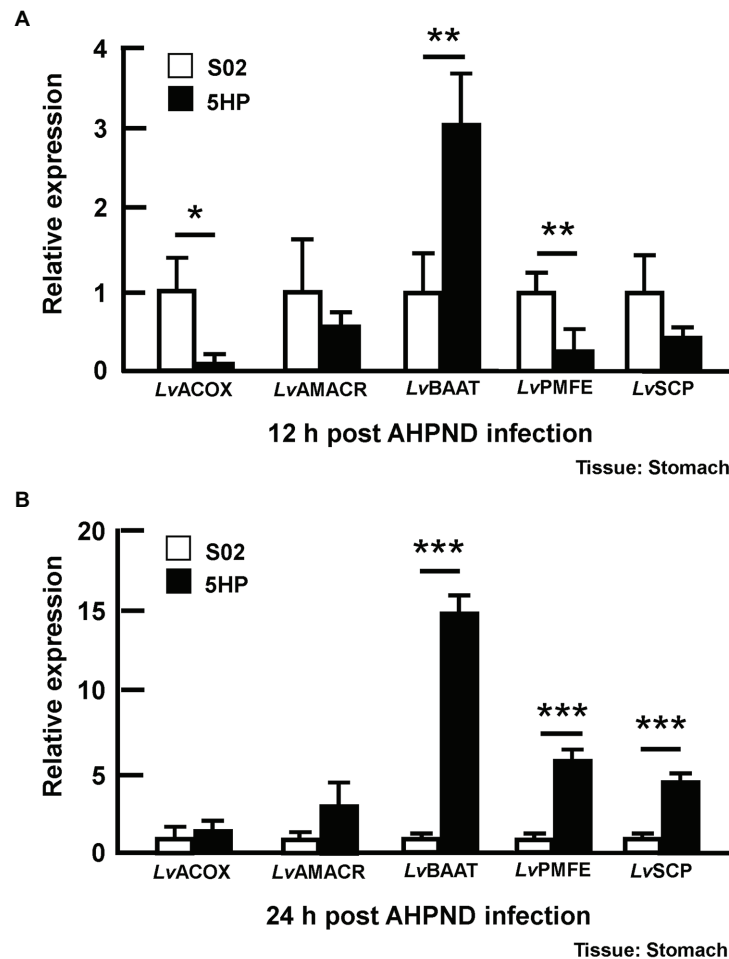 A
Relative expression
4
3
2
1
0
S02
5HP
*
**
**
LvACOX LvAMACR LvBAAT LvPMFE LvSCP
12 h post AHPND infection
Tissue: Stomach
B
Relative expression
20
15
10
5
0
S02
5HP
***
***
***
LvACOX LvAMACR LvBAAT LvPMFE LvSCP
24 h post AHPND infection
Tissue: Stomach